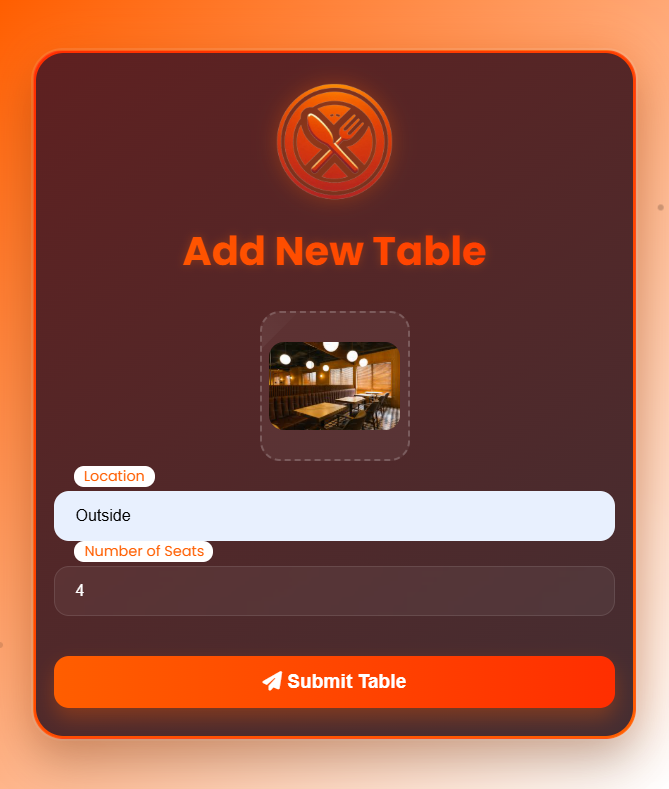 Add New Table
Location
Outside
Number of Seats
4
Submit Table